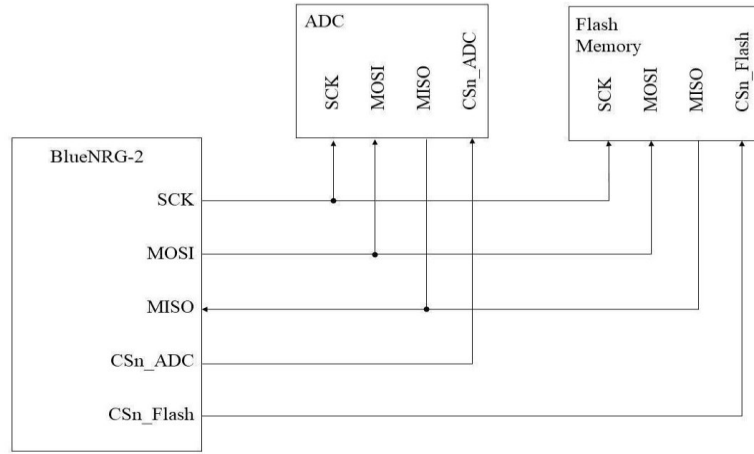 ADC
SCK
MOSI
MISO
CSn_ADC
Flash
Memory
SCK
MOSI
MISO
CSn_Flash
BlueNRG-2
SCK
MOSI
MISO
CSn_ADC
CSn_Flash